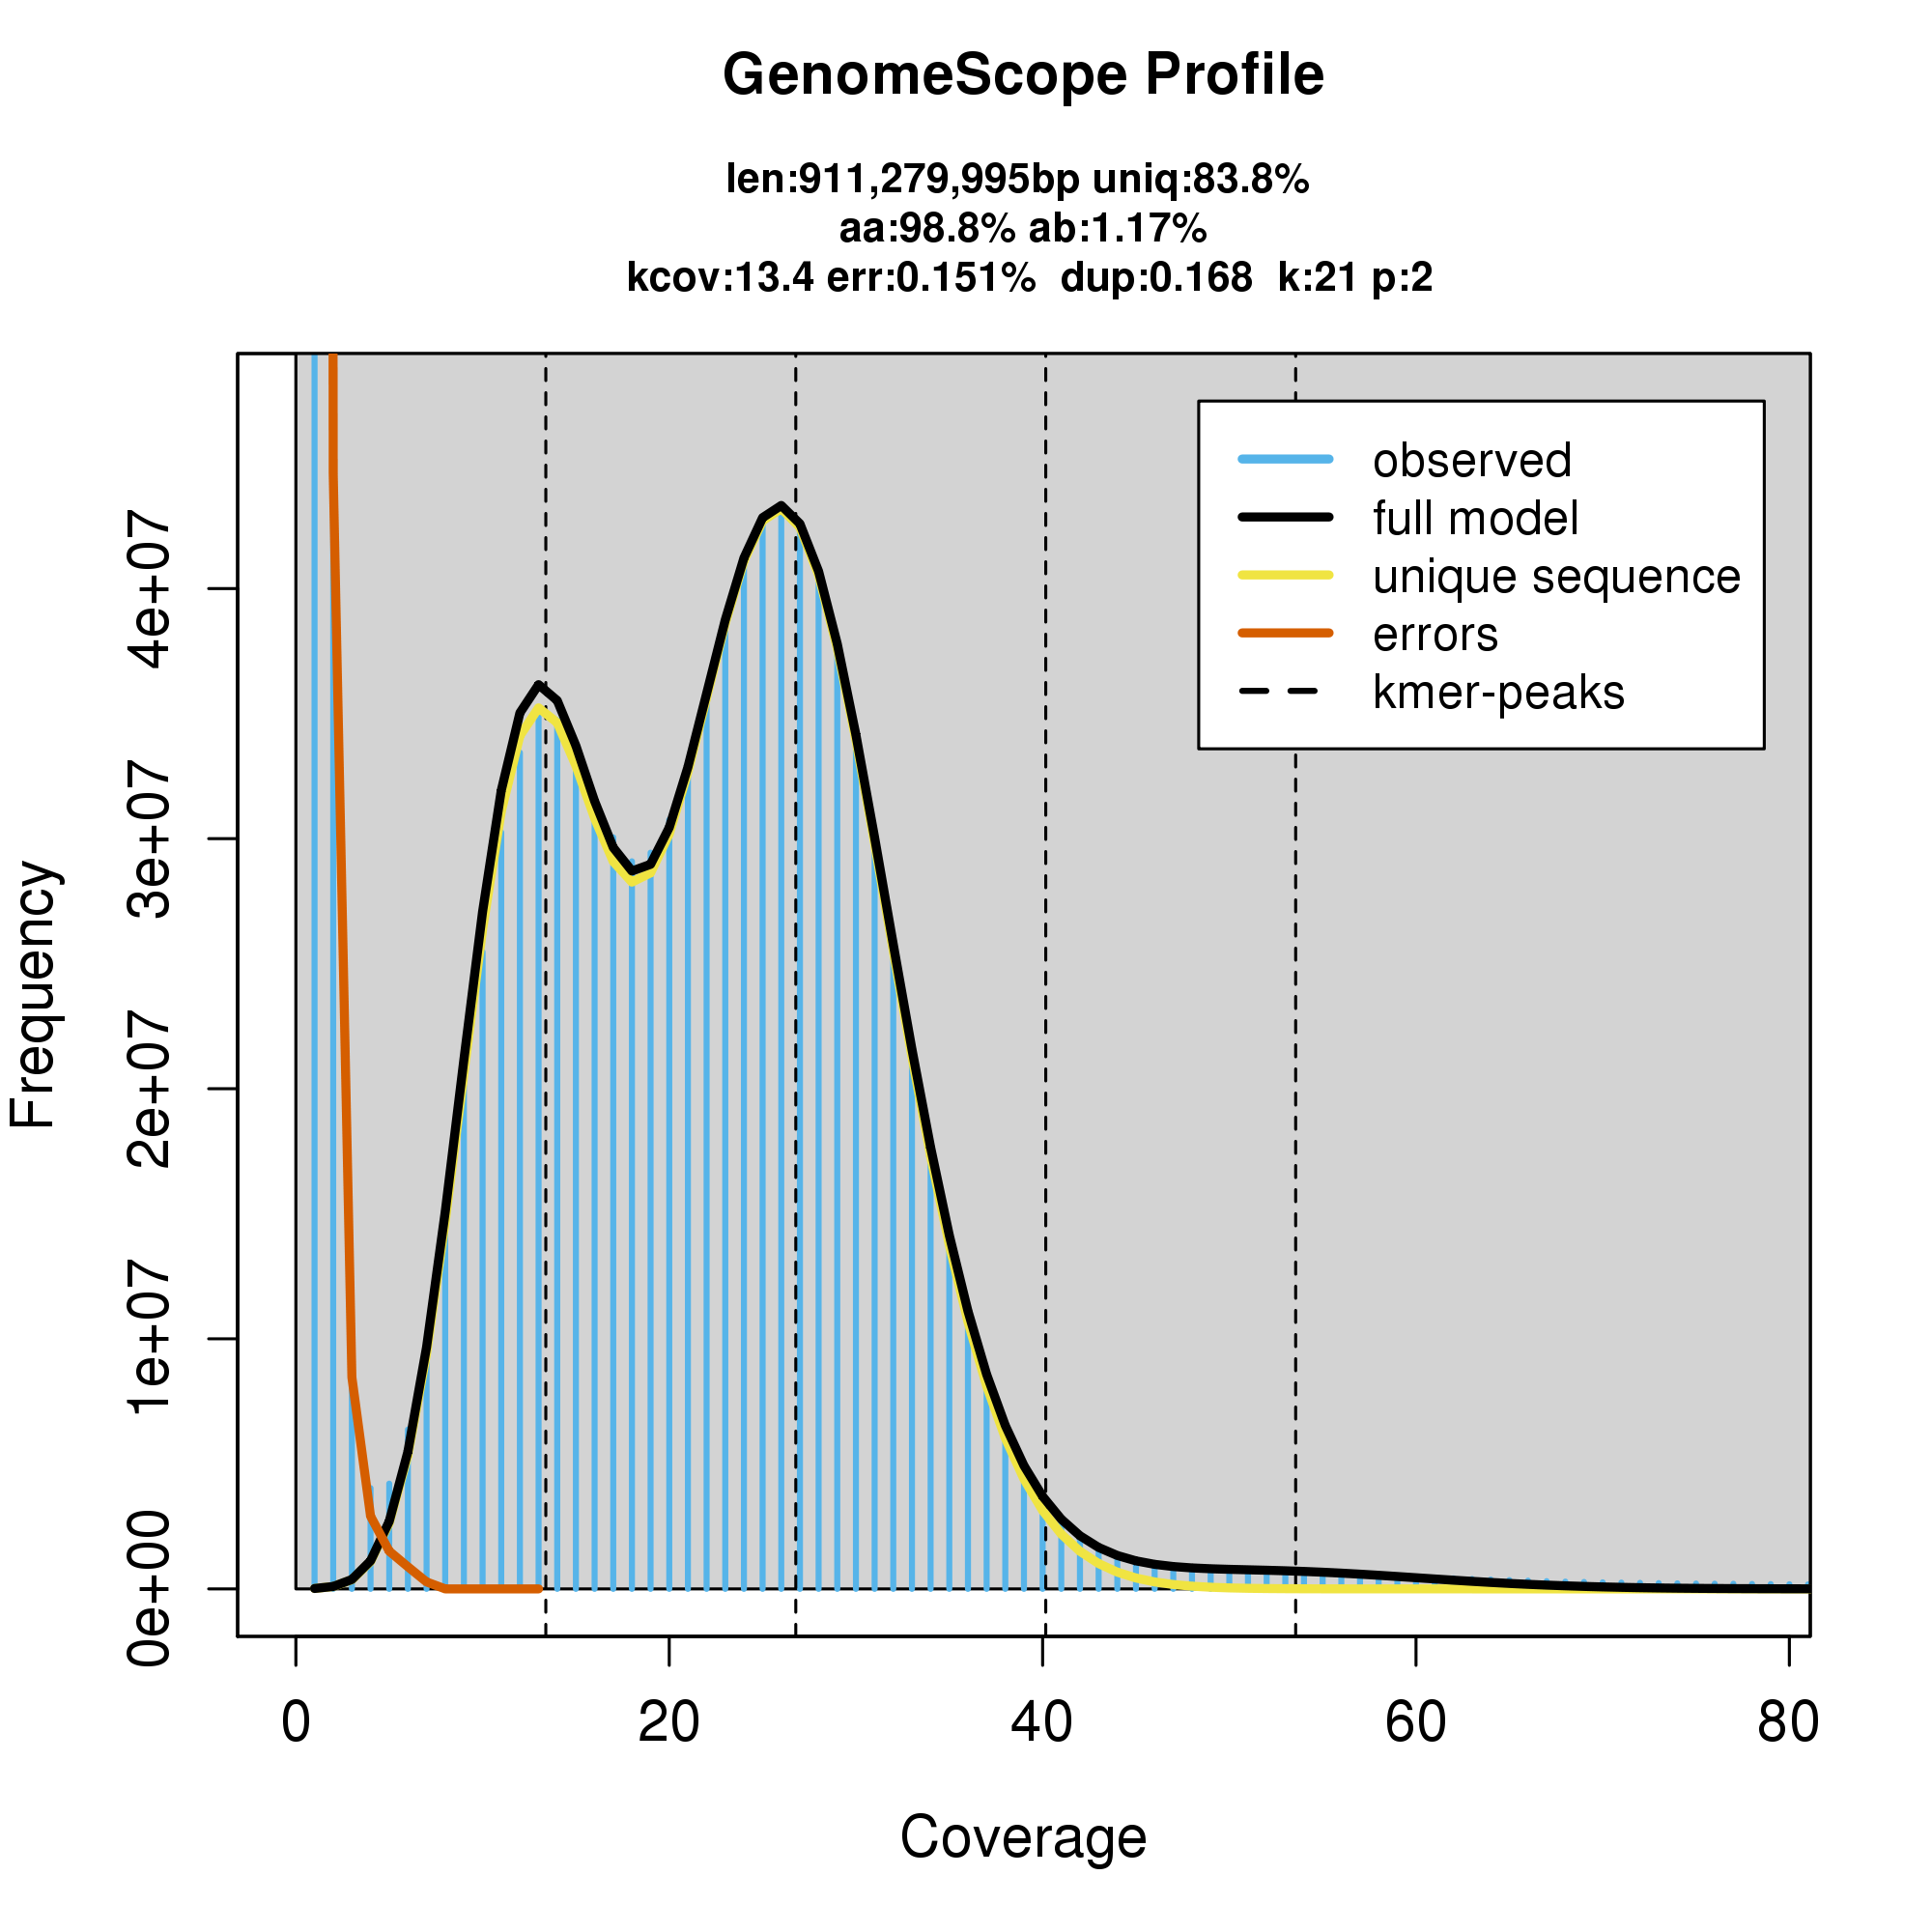 GenomeScope Profile
len:911,279,995bp uniq:83.8%
aa:98.8% ab:1.17%
kcov:13.4 err:0.151% dup:0.168 k:21 p:2
observed
full model
unique sequence
errors
kmer-peaks
Frequency
4e+07
3e+07
2e+07
1e+07
0e+00
0 20 40 60 80
Coverage